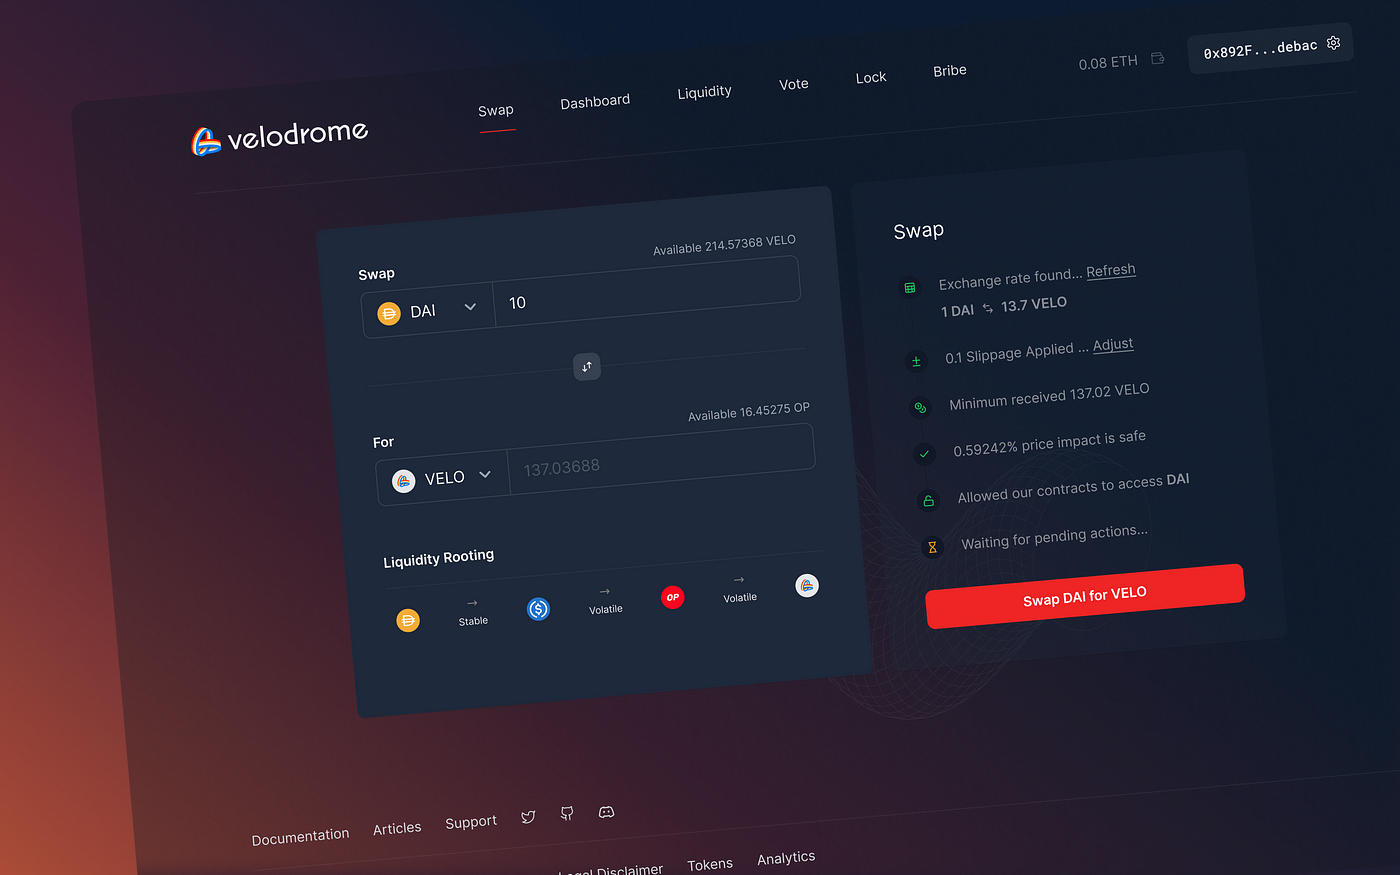 velodrome
Swap
Dashboard
Liquidity
Vote
Lock
Bribe
0.08 ETH
0x892F...debac
Swap
Available 214.57368 VELO
DAI
10
For
Available 16.45275 OP
VELO
137.03688
Liquidity Rooting
→
Stable
→
Volatile
OP
→
Volatile
Swap
Exchange rate found... Refresh
1 DAI 13.7 VELO
0.1 Slippage Applied ... Adjust
Minimum received 137.02 VELO
0.59242% price impact is safe
Allowed our contracts to access DAI
Waiting for pending actions...
Swap DAI for VELO
Documentation
Articles
Support
Legal Disclaimer
Tokens
Analytics